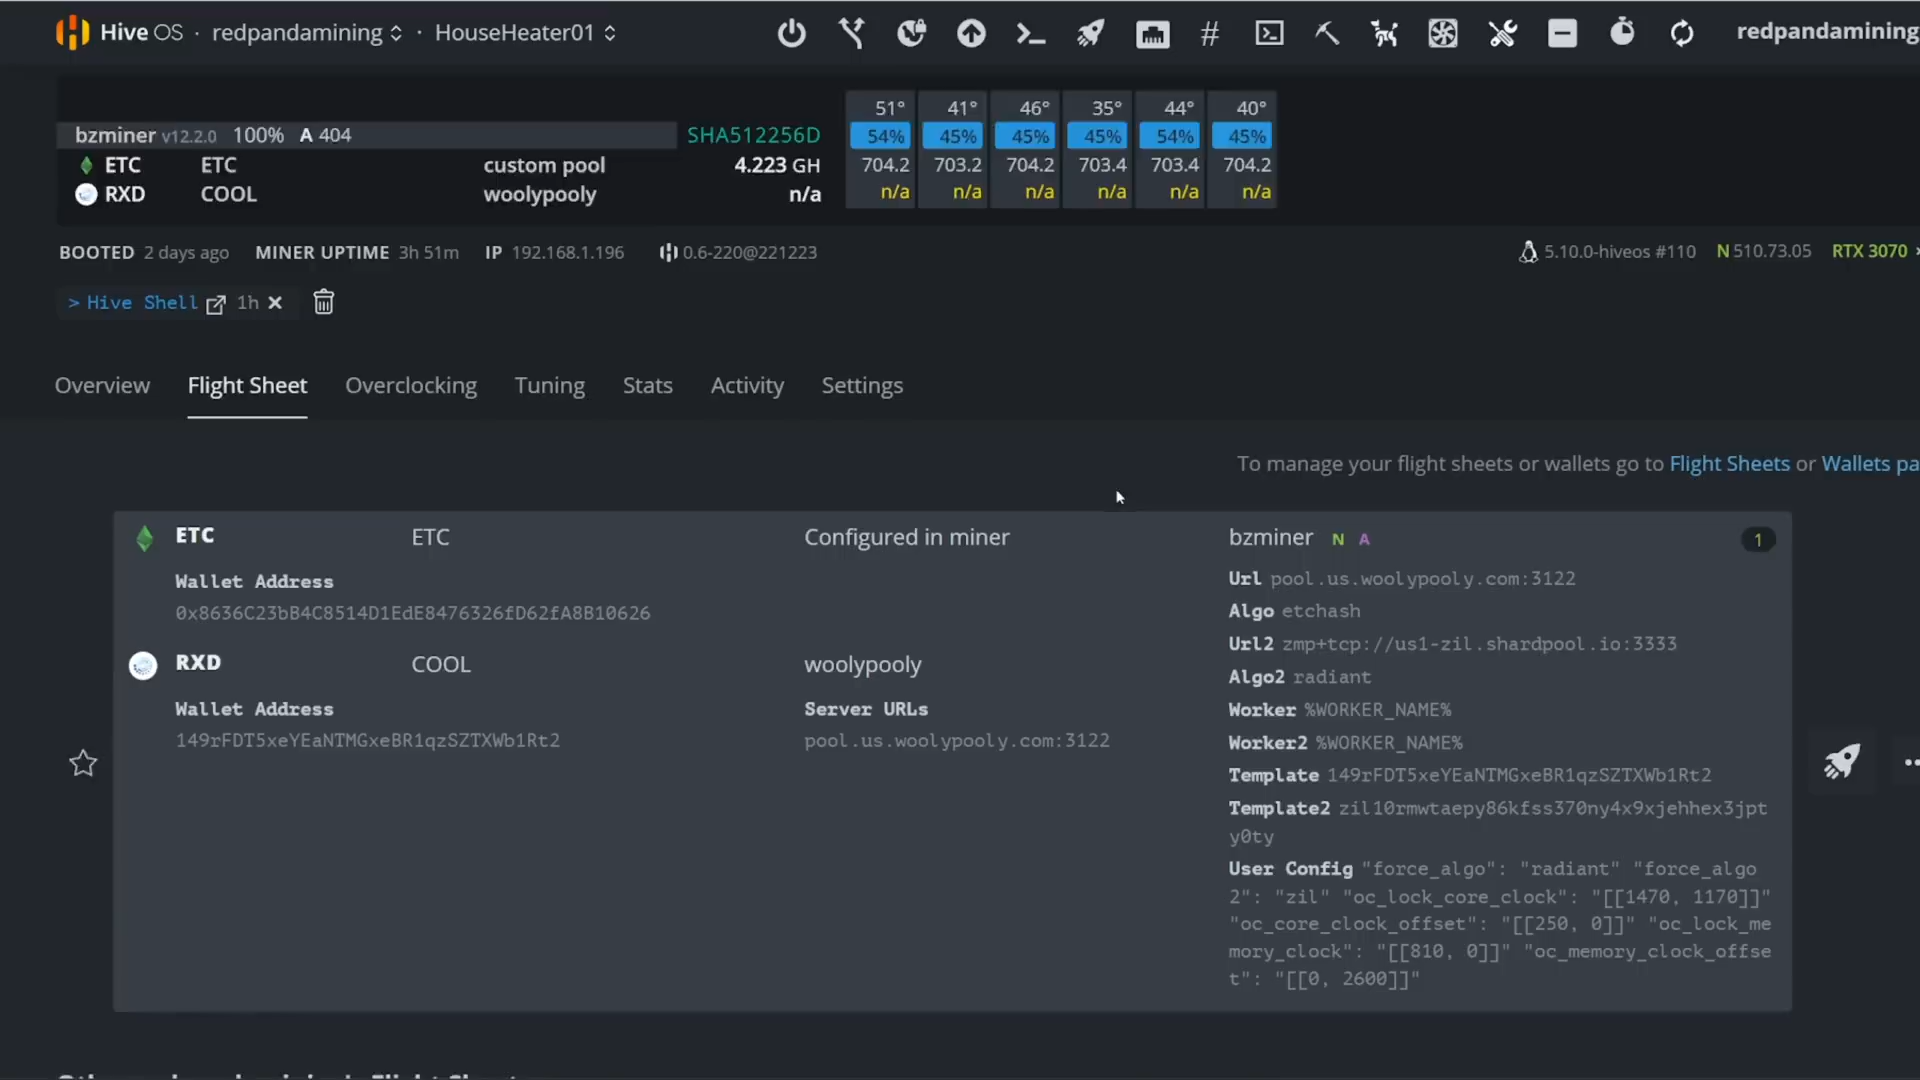 Hive OS · redpandamining · HouseHeater01
redpandamining
51° 41° 46° 35° 44° 40°
bzminer v12.2.0 100% A 404 SHA512256D 54% 45% 45% 45% 54% 45%
ETC ETC custom pool 4.223 GH 704.2 703.2 704.2 703.4 703.4 704.2
RXD COOL woolypooly n/a n/a n/a n/a n/a n/a n/a
BOOTED 2 days ago MINER UPTIME 3h 51m IP 192.168.1.196 0.6-220@221223 5.10.0-hiveos #110 N 510.73.05 RTX 3070
> Hive Shell 1h ×
Overview Flight Sheet Overclocking Tuning Stats Activity Settings
To manage your flight sheets or wallets go to Flight Sheets or Wallets pa
ETC ETC Configured in miner bzminer N A 1
Wallet Address
0x8636C23bB4C8514D1EdE8476326fD62fA8B10626
RXD COOL woolypooly
Wallet Address Server URLs
149rFDT5xeYEaNTMGxeBR1qzSZTXWb1Rt2 pool.us.woolypooly.com:3122
Url pool.us.woolypooly.com:3122
Algo etchash
Url2 zmp+tcp://us1-zil.shardpool.io:3333
Algo2 radiant
Worker %WORKER_NAME%
Worker2 %WORKER_NAME%
Template 149rFDT5xeYEaNTMGxeBR1qzSZTXWb1Rt2
Template2 zil10rmwtaepy86kfss370ny4x9xjehhex3jpt
y0ty
User Config "force_algo": "radiant" "force_algo
2": "zil" "oc_lock_core_clock": "[[1470, 1170]]"
"oc_core_clock_offset": "[[250, 0]]" "oc_lock_me
mory_clock": "[[810, 0]]" "oc_memory_clock_offse
t": "[[0, 2600]]"